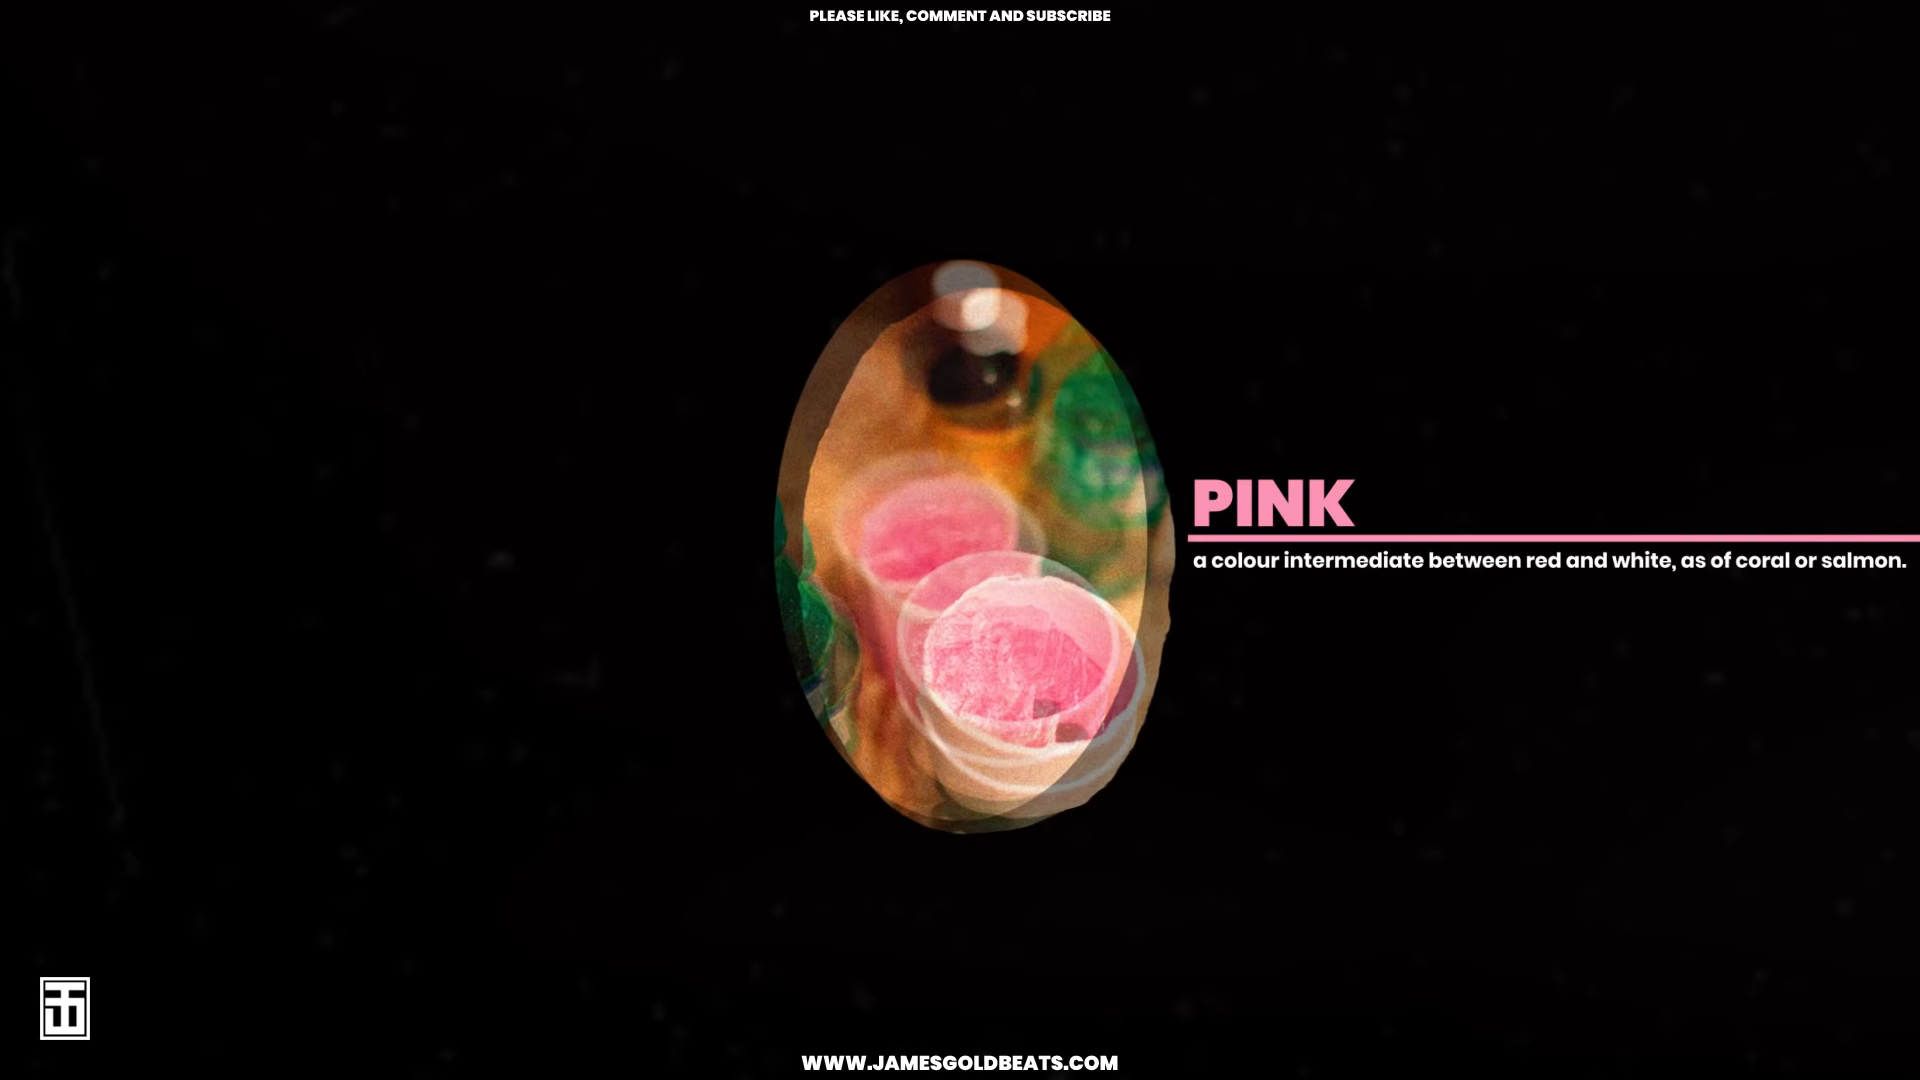 PLEASE LIKE, COMMENT AND SUBSCRIBE
PINK
a colour intermediate between red and white, as of coral or salmon.
WWW.JAMESGOLDBEATS.COM